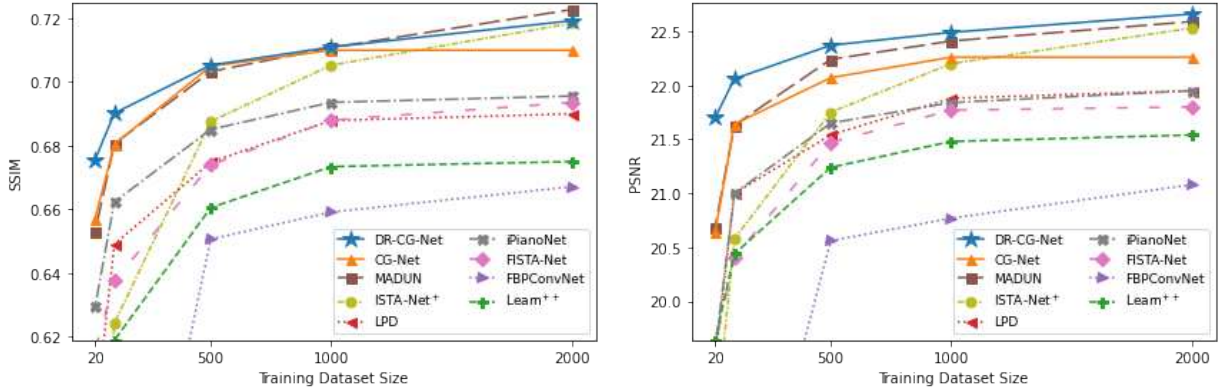 0.72
0.70
0.68
0.66
0.64
0.62
SSIM
20
500
1000
2000
Training Dataset Size
DR-CG-Net
CG-Net
MADUN
ISTA-Net+
LPD
iPianoNet
FISTA-Net
FBPConvNet
Learn++
22.5
22.0
21.5
21.0
20.5
20.0
PSNR
20
500
1000
2000
Training Dataset Size
DR-CG-Net
CG-Net
MADUN
ISTA-Net+
LPD
iPianoNet
FISTA-Net
FBPConvNet
Learn++